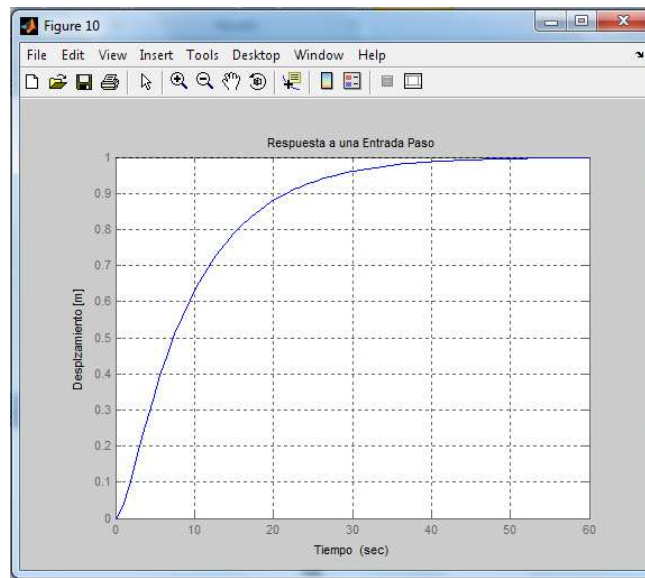 Figure 10
File Edit View Insert Tools Desktop Window Help
Respuesta a una Entrada Paso
1
0.9
0.8
0.7
0.6
0.5
0.4
0.3
0.2
0.1
0
Desplzamiento [m]
0 10 20 30 40 50 60
Tiempo (sec)